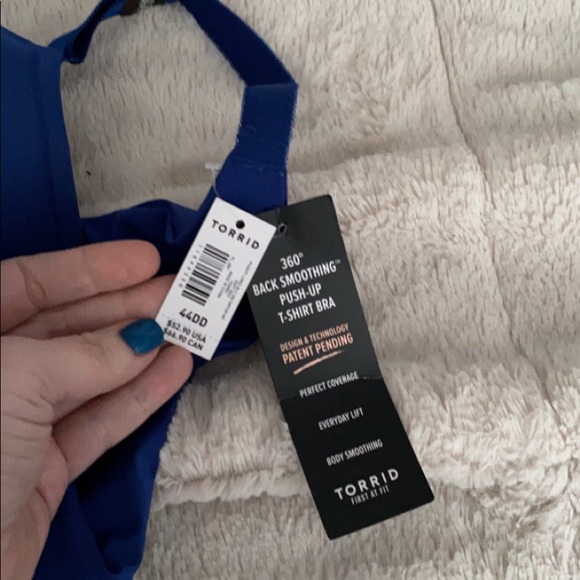 TORRID
44DD
$52.90 USA
$66.90 CAN
360°
BACK SMOOTHING™
PUSH-UP
T-SHIRT BRA
DESIGN & TECHNOLOGY
PATENT PENDING
PERFECT COVERAGE
EVERYDAY LIFT
BODY SMOOTHING
TORRID
FIRST AT FIT